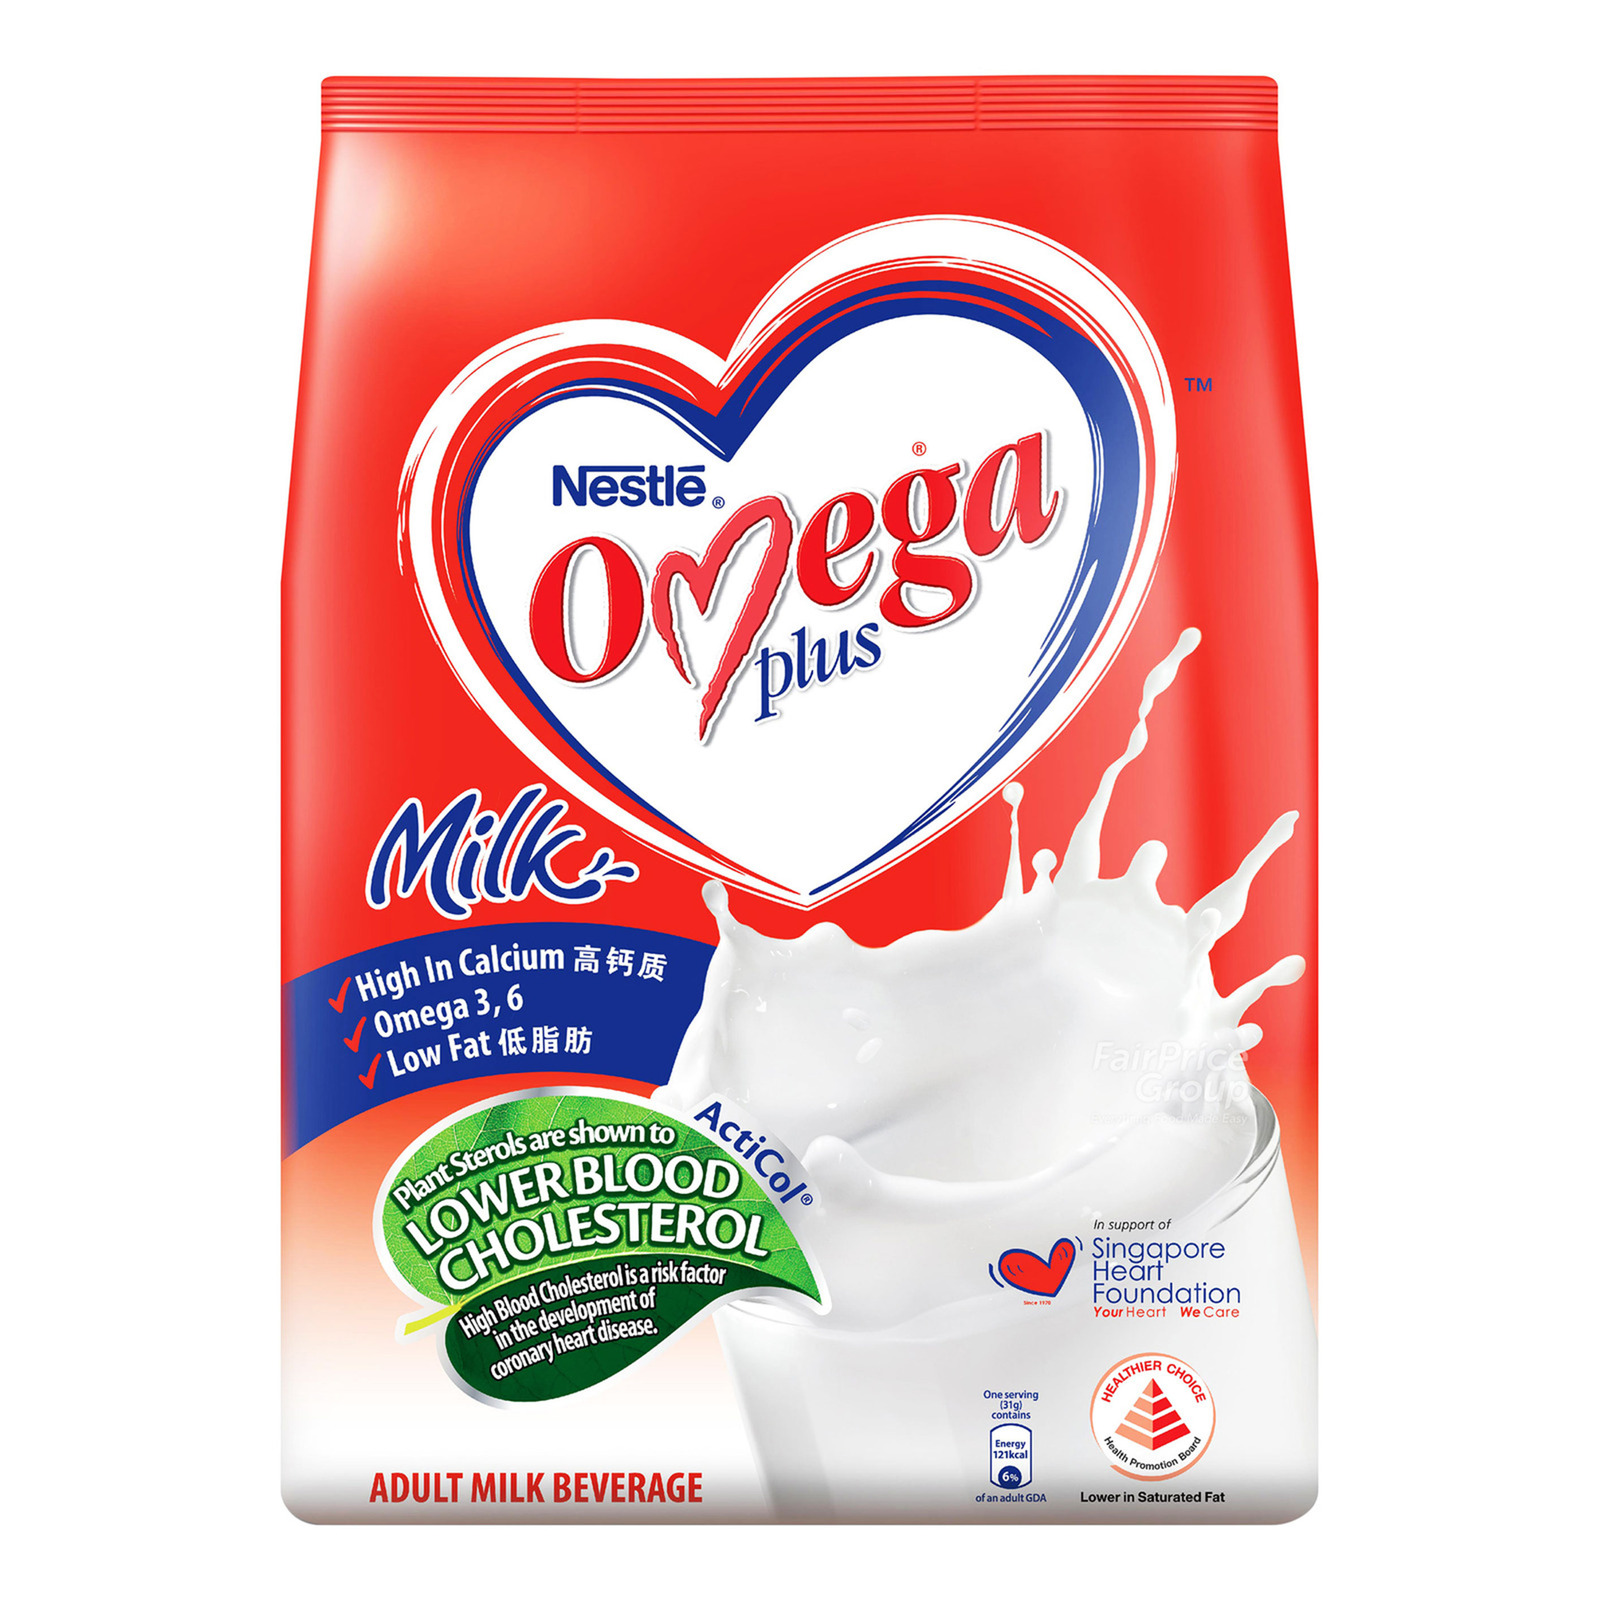 TM
Nestlé®
Omega®
plus
Milk
High In Calcium 高钙质
Omega 3, 6
Low Fat 低脂肪
ActiCol®
Plant Sterols are shown to
LOWER BLOOD
CHOLESTEROL
High Blood Cholesterol is a risk factor
in the development of
coronary heart disease.
FairPrice
Group
In support of
Singapore
Heart
Foundation
Your Heart We Care
Since 1970
One serving
(31g)
contains
Energy
121kcal
6%
of an adult GDA
HEALTHIER CHOICE
Health Promotion Board
Lower in Saturated Fat
ADULT MILK BEVERAGE